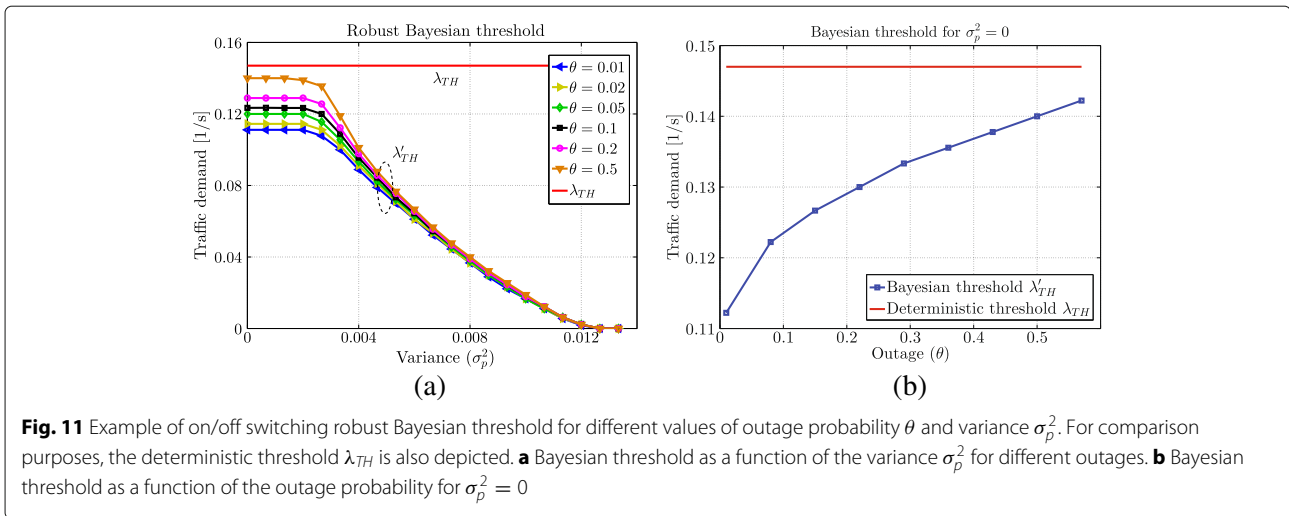 Robust Bayesian threshold
0.16
0.12
0.08
0.04
0
Traffic demand [1/s]
λ_TH
λ′_TH
θ = 0.01
θ = 0.02
θ = 0.05
θ = 0.1
θ = 0.2
θ = 0.5
λ_TH
0
0.004
0.008
0.012
Variance (σ_p^2)
(a)
Bayesian threshold for σ_p^2 = 0
0.15
0.14
0.13
0.12
0.11
Traffic demand [1/s]
Bayesian threshold λ′_TH
Deterministic threshold λ_TH
0
0.1
0.2
0.3
0.4
0.5
Outage (θ)
(b)
Fig. 11 Example of on/off switching robust Bayesian threshold for different values of outage probability θ and variance σ_p^2. For comparison
purposes, the deterministic threshold λ_TH is also depicted. a Bayesian threshold as a function of the variance σ_p^2 for different outages. b Bayesian
threshold as a function of the outage probability for σ_p^2 = 0